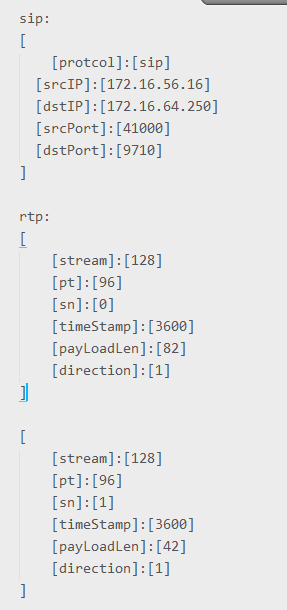 sip:
[
[protcol]:[sip]
[srcIP]:[172.16.56.16]
[dstIP]:[172.16.64.250]
[srcPort]:[41000]
[dstPort]:[9710]
]
rtp:
[
[stream]:[128]
[pt]:[96]
[sn]:[0]
[timeStamp]:[3600]
[payLoadLen]:[82]
[direction]:[1]
]
[
[stream]:[128]
[pt]:[96]
[sn]:[1]
[timeStamp]:[3600]
[payLoadLen]:[42]
[direction]:[1]
]